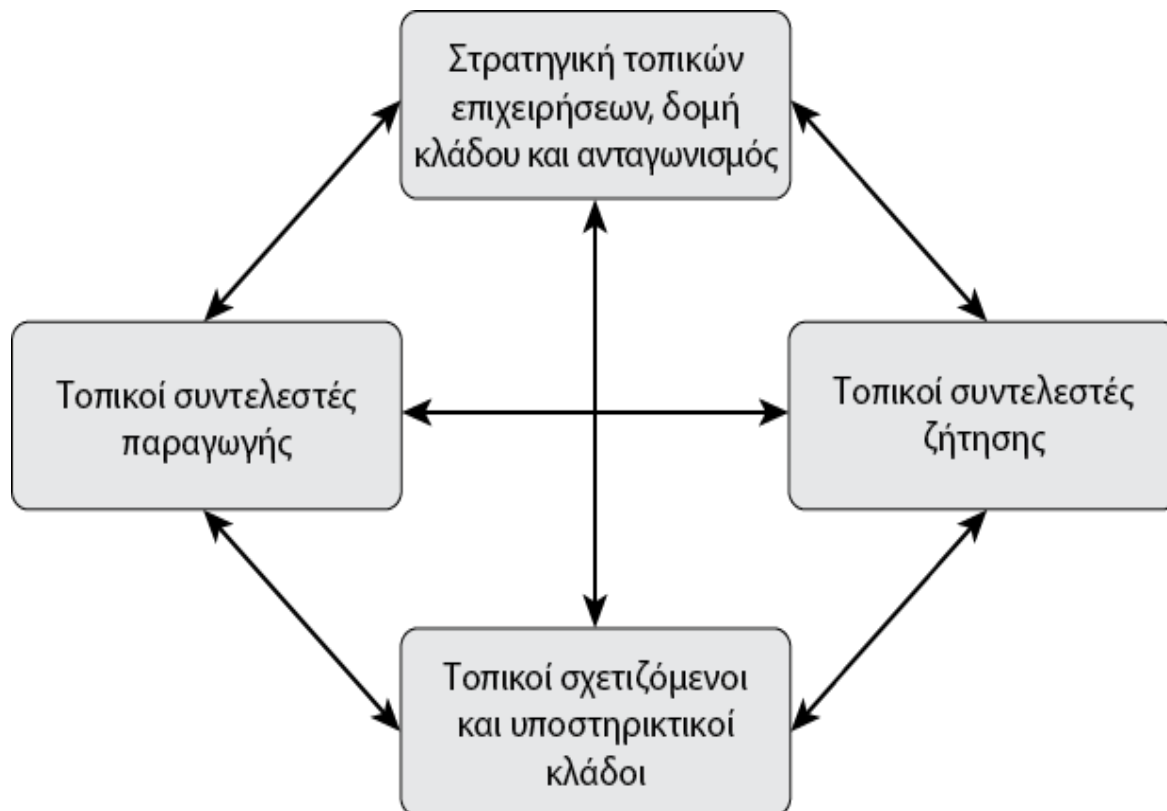 Στρατηγική τοπικών
επιχειρήσεων, δομή
κλάδου και ανταγωνισμός
Τοπικοί συντελεστές
παραγωγής
Τοπικοί συντελεστές
ζήτησης
Τοπικοί σχετιζόμενοι
και υποστηρικτικοί
κλάδοι